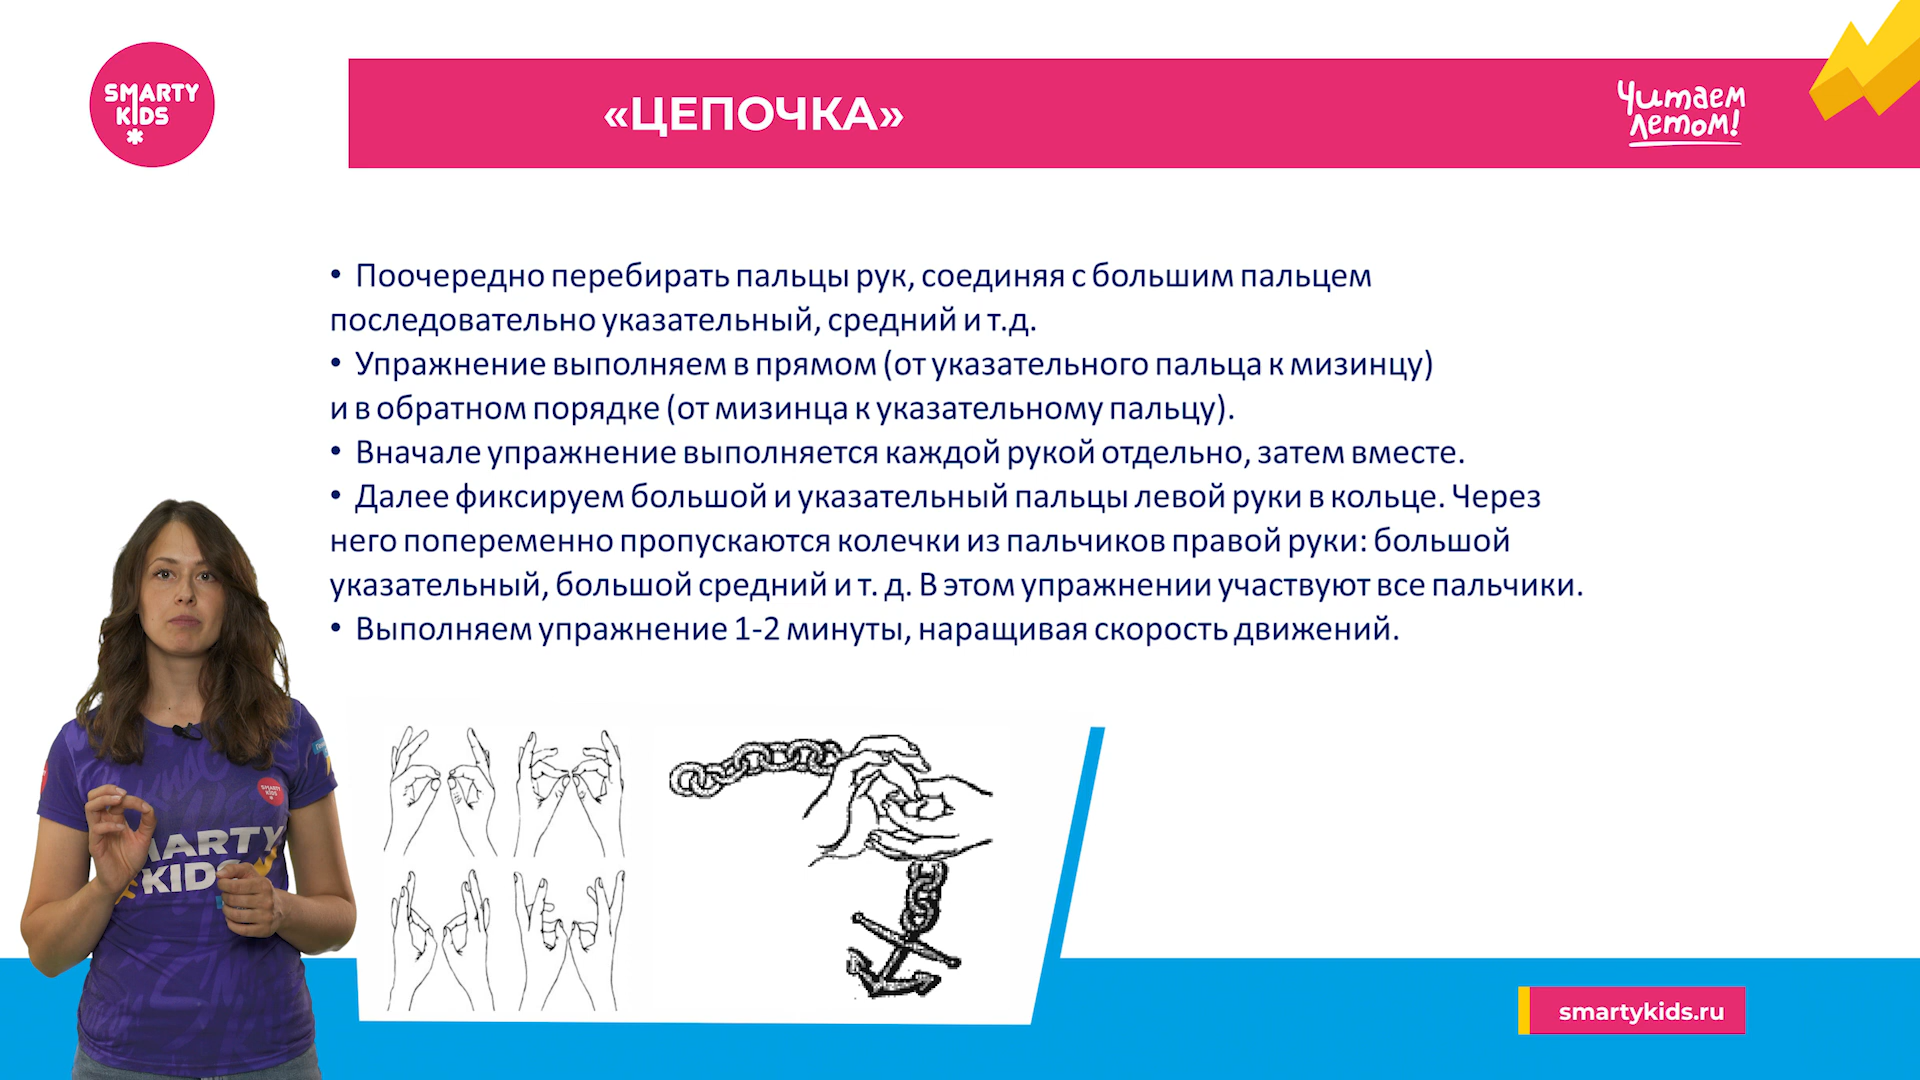 SMARTY
KIDS
«ЦЕПОЧКА»
Читаем
летом!
• Поочередно перебирать пальцы рук, соединяя с большим пальцем
последовательно указательный, средний и т.д.
• Упражнение выполняем в прямом (от указательного пальца к мизинцу)
и в обратном порядке (от мизинца к указательному пальцу).
• Вначале упражнение выполняется каждой рукой отдельно, затем вместе.
• Далее фиксируем большой и указательный пальцы левой руки в кольце. Через
него попеременно пропускаются колечки из пальчиков правой руки: большой
указательный, большой средний и т. д. В этом упражнении участвуют все пальчики.
• Выполняем упражнение 1-2 минуты, наращивая скорость движений.
SMARTY
KIDS
smartykids.ru